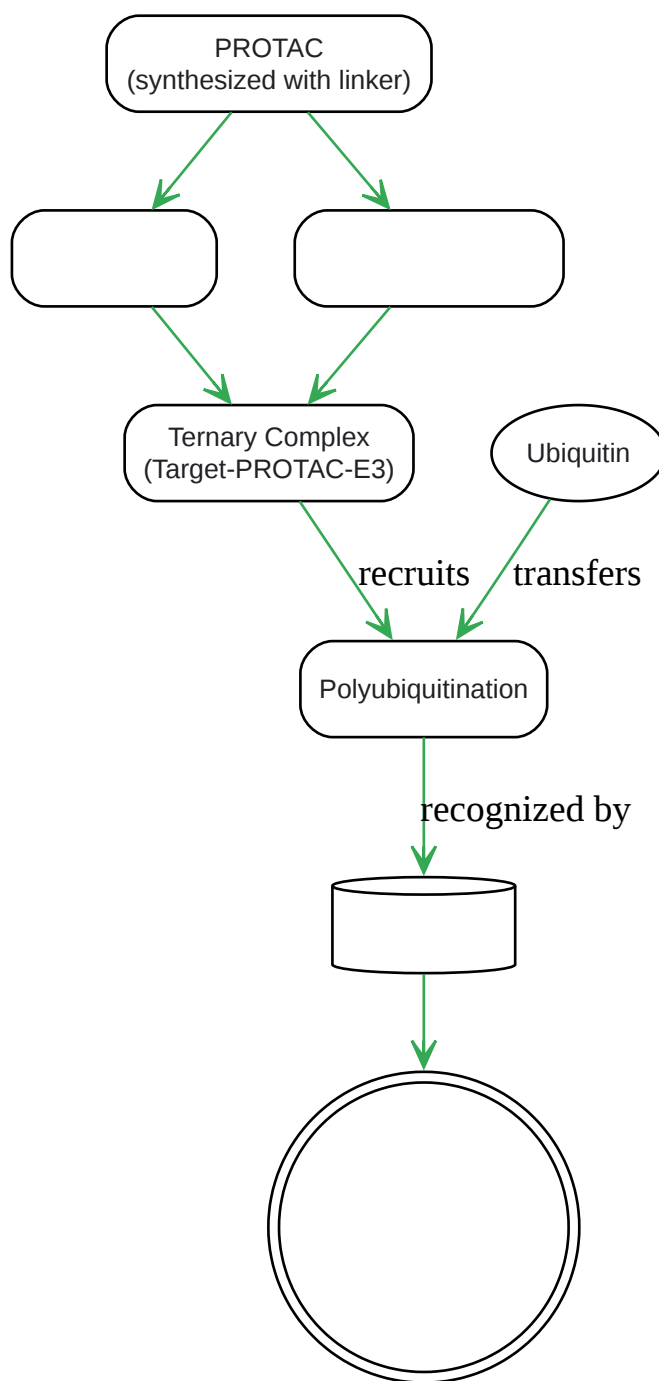 PROTAC
(synthesized with linker)
Ternary Complex
(Target-PROTAC-E3)
Ubiquitin
recruits
transfers
Polyubiquitination
recognized by